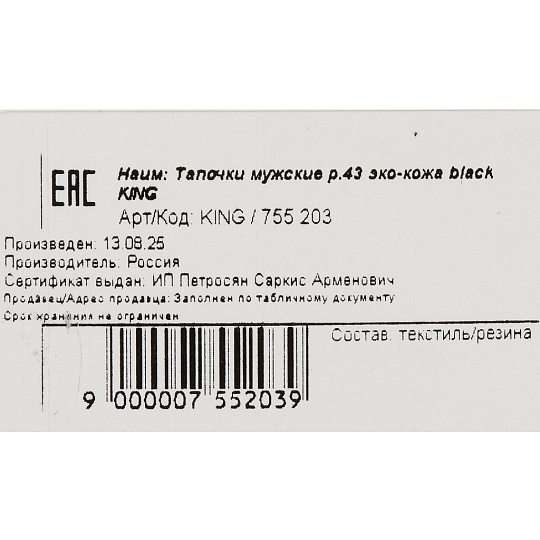 EAC
Наим: Тапочки мужские р.43 эко-кожа black
KING
Арт/Код: KING / 755 203
Произведен: 13.08.25
Производитель: Россия
Сертификат выдан: ИП Петросян Саркис Арменович
Продавец/Адрес продавца: Заполнен по табличному документу
Срок хранения не ограничен
Состав: текстиль/резина
9 000007 552039